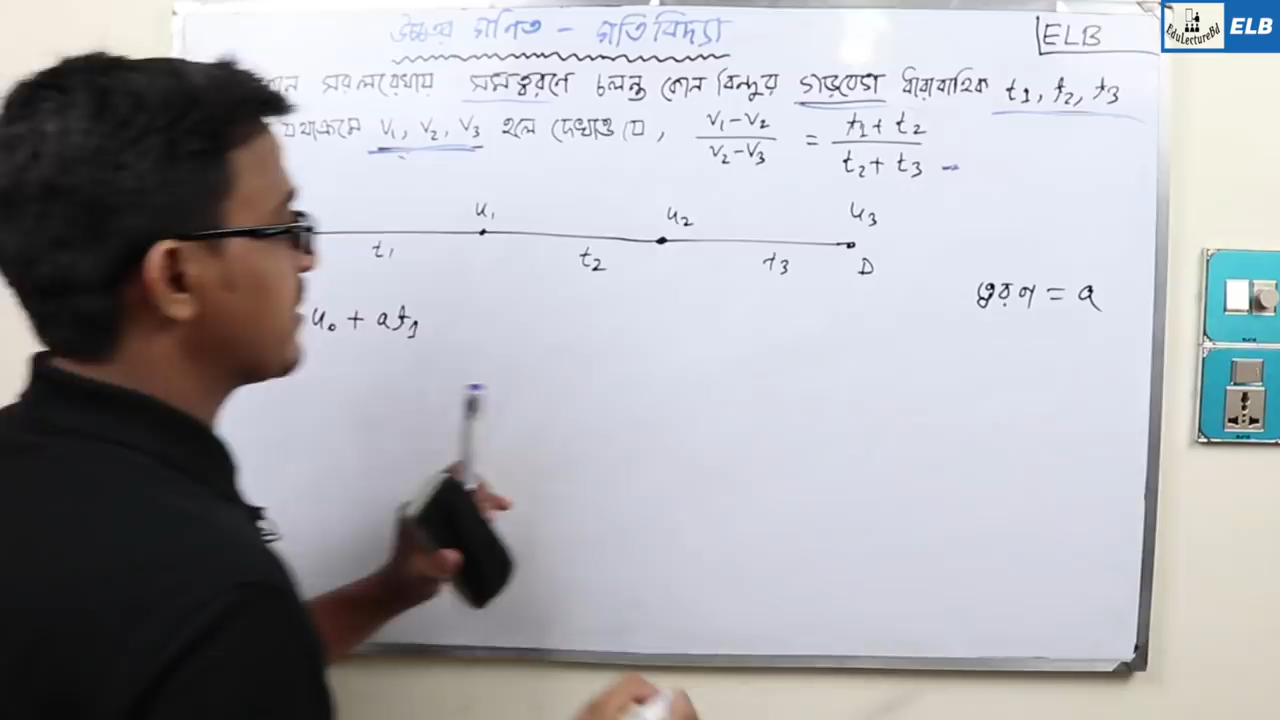 উচ্চতর গণিত - গতিবিদ্যা
ELB
EduLectureBd ELB
সরলরেখায় সমত্বরণে চলন্ত কোন বিন্দুর গড়বেগ ধারাবাহিক t₁, t₂, t₃
যথাক্রমে v₁, v₂, v₃ হলে দেখাও যে, (v₁-v₂)/(v₂-v₃) = (t₁+t₂)/(t₂+t₃)
u₁ u₂ u₃
t₁ t₂ t₃ D
ত্বরণ = a
u₀ + at₁